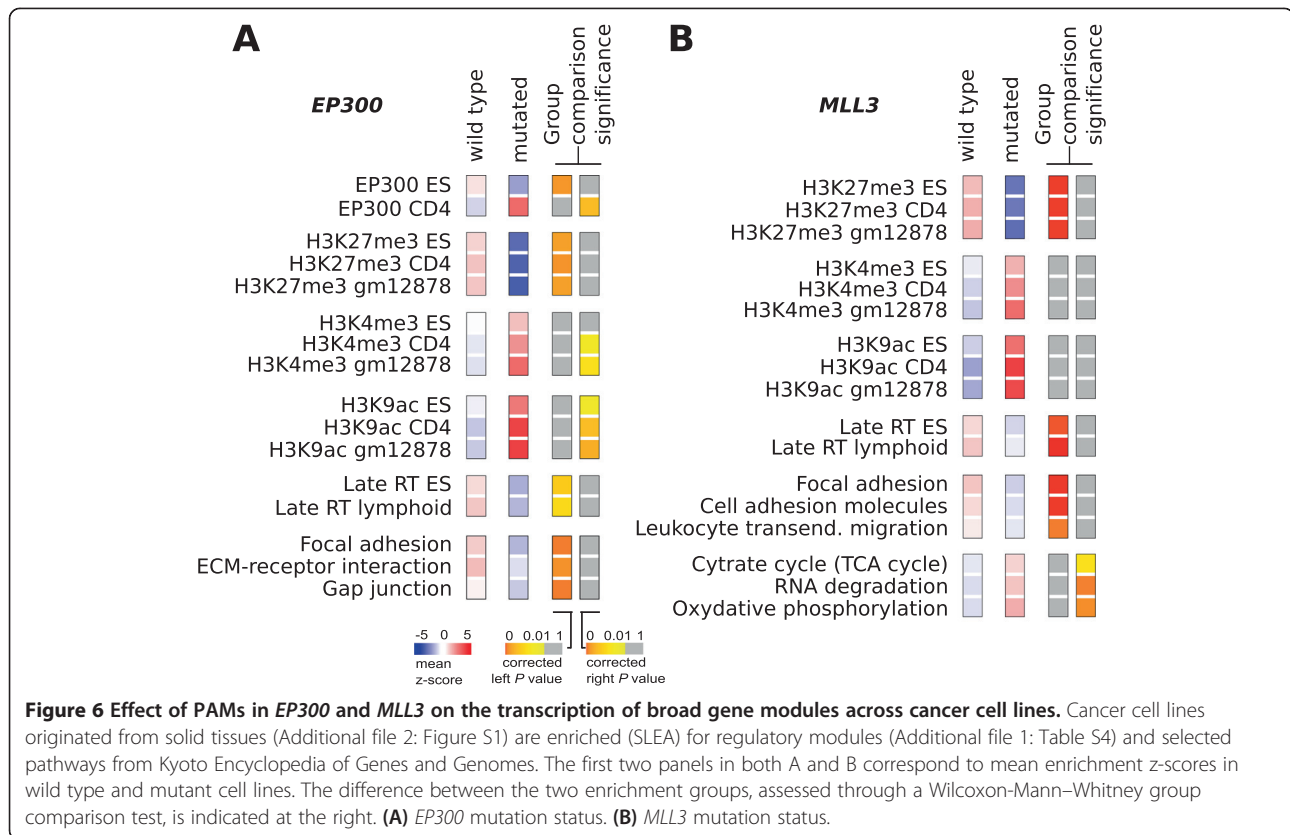 A
B
EP300
wild type
mutated
Group
comparison
significance
MLL3
wild type
mutated
Group
comparison
significance
EP300 ES
EP300 CD4
H3K27me3 ES
H3K27me3 CD4
H3K27me3 gm12878
H3K4me3 ES
H3K4me3 CD4
H3K4me3 gm12878
H3K9ac ES
H3K9ac CD4
H3K9ac gm12878
Late RT ES
Late RT lymphoid
Focal adhesion
ECM-receptor interaction
Gap junction
H3K27me3 ES
H3K27me3 CD4
H3K27me3 gm12878
H3K4me3 ES
H3K4me3 CD4
H3K4me3 gm12878
H3K9ac ES
H3K9ac CD4
H3K9ac gm12878
Late RT ES
Late RT lymphoid
Focal adhesion
Cell adhesion molecules
Leukocyte transend. migration
Cytrate cycle (TCA cycle)
RNA degradation
Oxydative phosphorylation
-5 0 5
mean
z-score
0 0.01 1
corrected
left P value
0 0.01 1
corrected
right P value
Figure 6 Effect of PAMs in EP300 and MLL3 on the transcription of broad gene modules across cancer cell lines. Cancer cell lines
originated from solid tissues (Additional file 2: Figure S1) are enriched (SLEA) for regulatory modules (Additional file 1: Table S4) and selected
pathways from Kyoto Encyclopedia of Genes and Genomes. The first two panels in both A and B correspond to mean enrichment z-scores in
wild type and mutant cell lines. The difference between the two enrichment groups, assessed through a Wilcoxon-Mann–Whitney group
comparison test, is indicated at the right. (A) EP300 mutation status. (B) MLL3 mutation status.